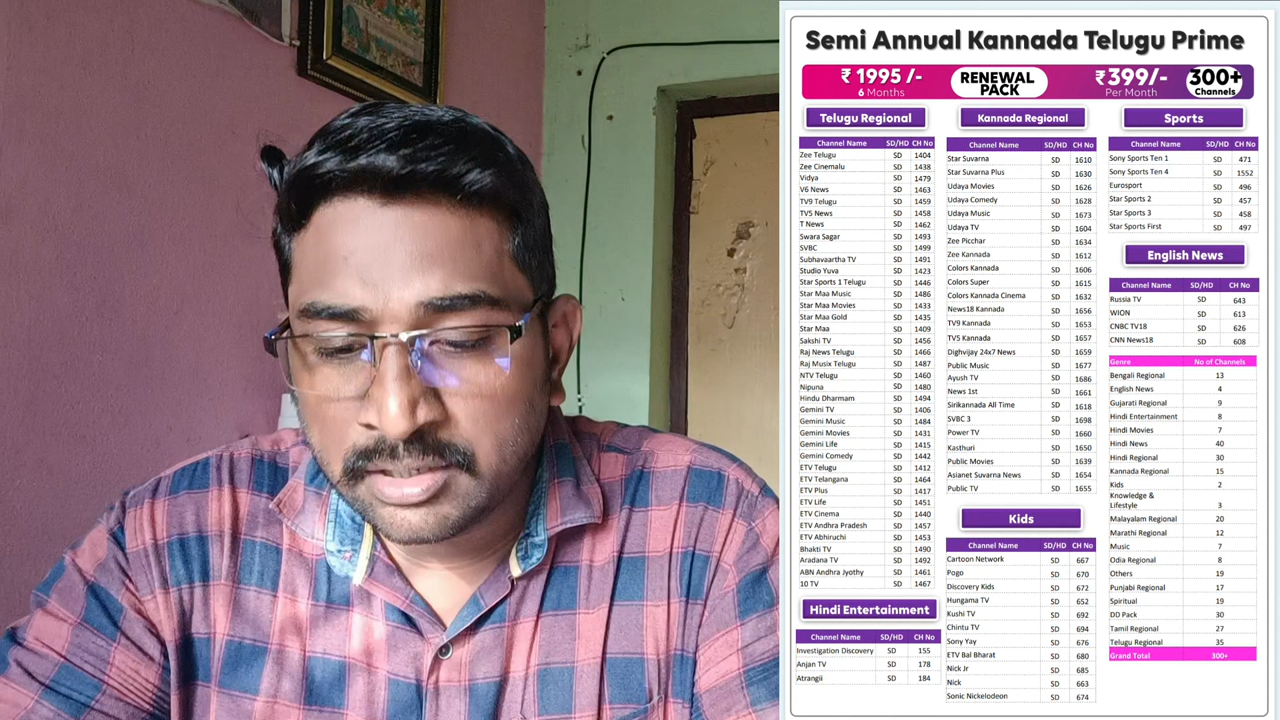 Semi Annual Kannada Telugu Prime
₹ 1995 /-
6 Months
RENEWAL
PACK
₹399/-
Per Month
300+
Channels
Telugu Regional
Channel Name SD/HD CH No
Zee Telugu SD 1404
Zee Cinemalu SD 1438
Vidya SD 1479
V6 News SD 1463
TV9 Telugu SD 1459
TV5 News SD 1458
T News SD 1462
Swara Sagar SD 1493
SVBC SD 1499
Subhavaartha TV SD 1491
Studio Yuva SD 1423
Star Sports 1 Telugu SD 1446
Star Maa Music SD 1486
Star Maa Movies SD 1433
Star Maa Gold SD 1435
Star Maa SD 1409
Sakshi TV SD 1456
Raj News Telugu SD 1466
Raj Musix Telugu SD 1487
NTV Telugu SD 1460
Nipuna SD 1480
Hindu Dharmam SD 1494
Gemini TV SD 1406
Gemini Music SD 1484
Gemini Movies SD 1431
Gemini Life SD 1415
Gemini Comedy SD 1442
ETV Telugu SD 1412
ETV Telangana SD 1464
ETV Plus SD 1417
ETV Life SD 1451
ETV Cinema SD 1440
ETV Andhra Pradesh SD 1457
ETV Abhiruchi SD 1453
Bhakti TV SD 1490
Aradana TV SD 1492
ABN Andhra Jyothy SD 1461
10 TV SD 1467
Hindi Entertainment
Channel Name SD/HD CH No
Investigation Discovery SD 155
Anjan TV SD 178
Atrangii SD 184
Kannada Regional
Channel Name SD/HD CH No
Star Suvarna SD 1610
Star Suvarna Plus SD 1630
Udaya Movies SD 1626
Udaya Comedy SD 1628
Udaya Music SD 1673
Udaya TV SD 1604
Zee Picchar SD 1634
Zee Kannada SD 1612
Colors Kannada SD 1606
Colors Super SD 1615
Colors Kannada Cinema SD 1632
News18 Kannada SD 1656
TV9 Kannada SD 1653
TV5 Kannada SD 1657
Dighvijay 24x7 News SD 1659
Public Music SD 1677
Ayush TV SD 1686
News 1st SD 1661
Sirikannada All Time SD 1618
SVBC 3 SD 1698
Power TV SD 1660
Kasthuri SD 1650
Public Movies SD 1639
Asianet Suvarna News SD 1654
Public TV SD 1655
Kids
Channel Name SD/HD CH No
Cartoon Network SD 667
Pogo SD 670
Discovery Kids SD 672
Hungama TV SD 652
Kushi TV SD 692
Chintu TV SD 694
Sony Yay SD 676
ETV Bal Bharat SD 680
Nick Jr SD 685
Nick SD 663
Sonic Nickelodeon SD 674
Sports
Channel Name SD/HD CH No
Sony Sports Ten 1 SD 471
Sony Sports Ten 4 SD 1552
Eurosport SD 496
Star Sports 2 SD 457
Star Sports 3 SD 458
Star Sports First SD 497
English News
Channel Name SD/HD CH No
Russia TV SD 643
WION SD 613
CNBC TV18 SD 626
CNN News18 SD 608
Genre No of Channels
Bengali Regional 13
English News 4
Gujarati Regional 9
Hindi Entertainment 8
Hindi Movies 7
Hindi News 40
Hindi Regional 30
Kannada Regional 15
Kids 2
Knowledge &
Lifestyle 3
Malayalam Regional 20
Marathi Regional 12
Music 7
Odia Regional 8
Others 19
Punjabi Regional 17
Spiritual 19
DD Pack 30
Tamil Regional 27
Telugu Regional 35
Grand Total 300+